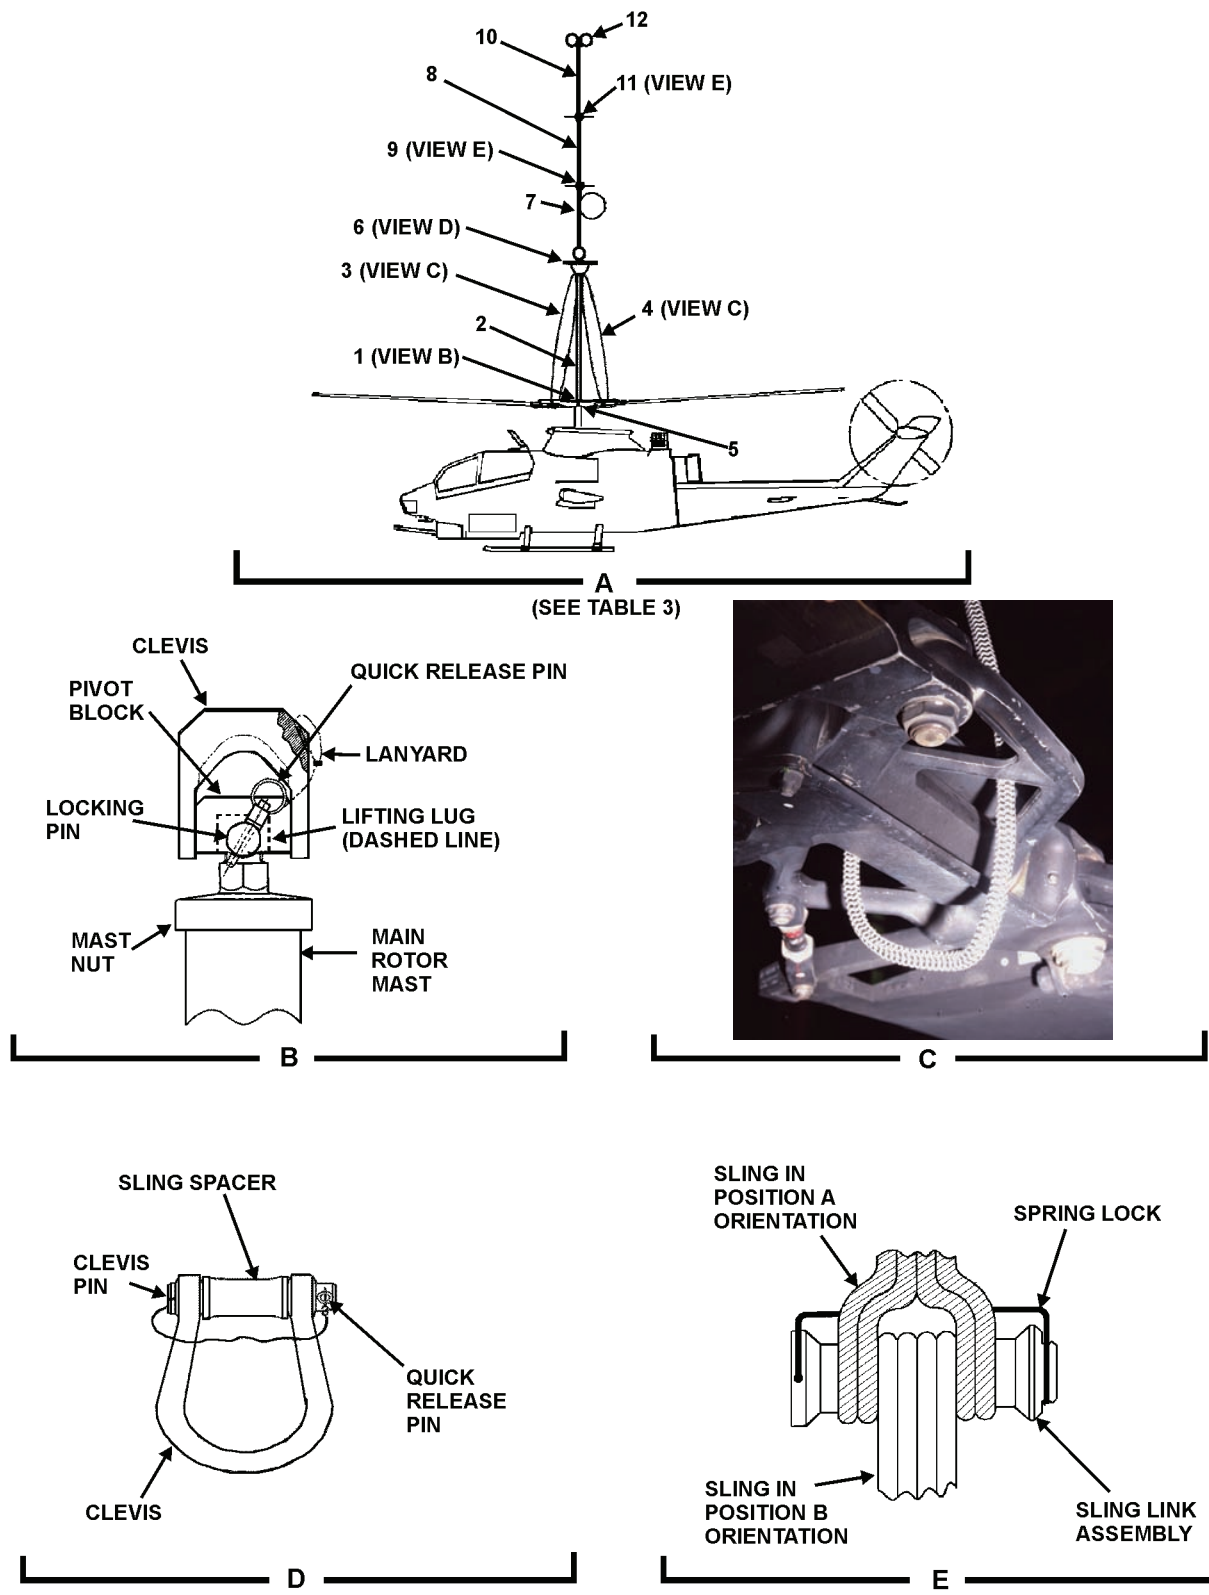 12
10
8
11 (VIEW E)
9 (VIEW E)
7
6 (VIEW D)
3 (VIEW C)
4 (VIEW C)
2
1 (VIEW B)
5
A
(SEE TABLE 3)
CLEVIS
QUICK RELEASE PIN
PIVOT
BLOCK
LANYARD
LOCKING
PIN
LIFTING LUG
(DASHED LINE)
MAST
NUT
MAIN
ROTOR
MAST
B
C
SLING SPACER
CLEVIS
PIN
QUICK
RELEASE
PIN
CLEVIS
D
SLING IN
POSITION A
ORIENTATION
SPRING LOCK
SLING IN
POSITION B
ORIENTATION
SLING LINK
ASSEMBLY
E